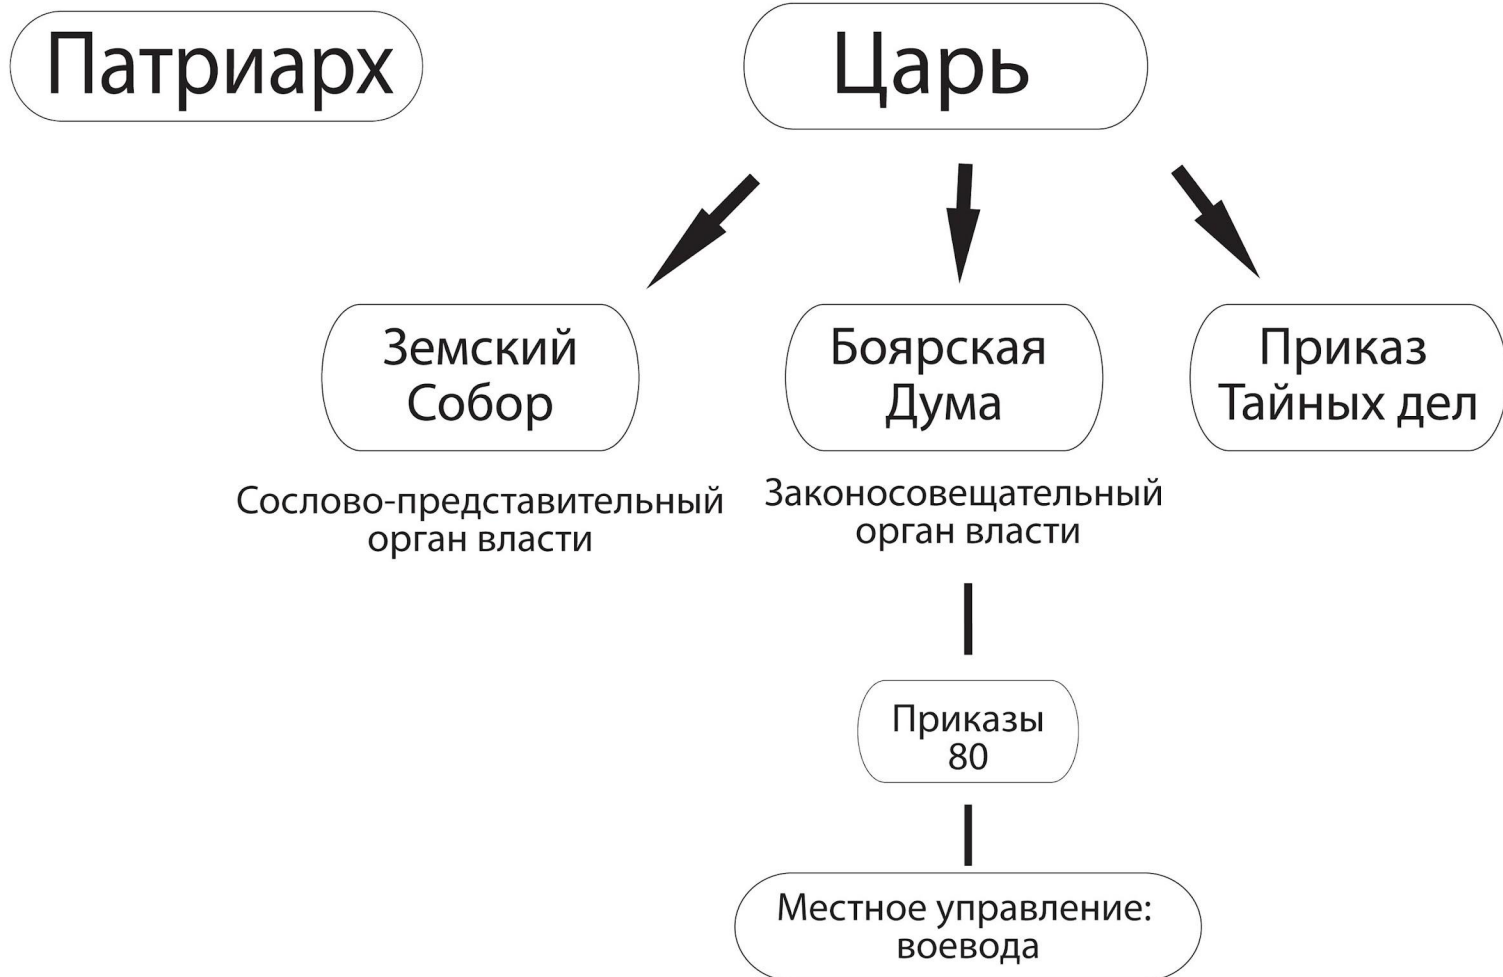 Патриарх
Царь
Земский
Собор
Боярская
Дума
Приказ
Тайных дел
Сослово-представительный
орган власти
Законосовещательный
орган власти
Приказы
80
Местное управление:
воевода